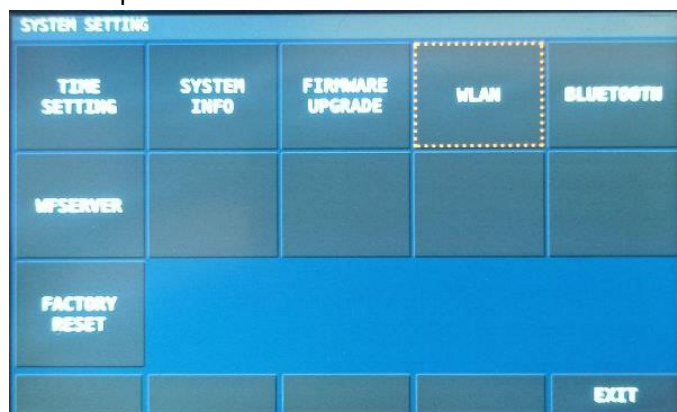 SYSTEM SETTING
TIME
SETTING
SYSTEM
INFO
FIRMWARE
UPGRADE
WLAN
BLUETOOTH
WFSERVER
FACTORY
RESET
EXIT